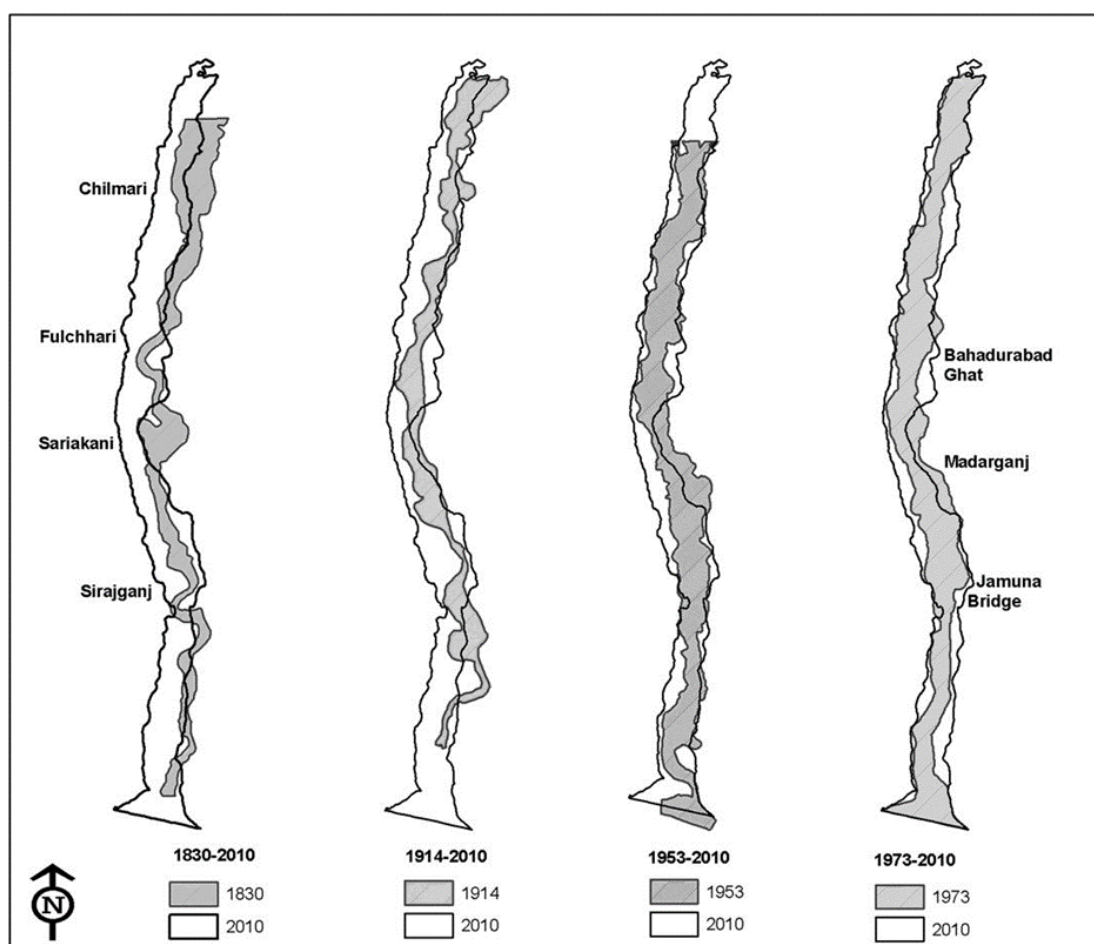 Chilmari
Fulchhari
Sariakani
Sirajganj
Bahadurabad
Ghat
Madarganj
Jamuna
Bridge
1830-2010
1830
2010
1914-2010
1914
2010
1953-2010
1953
2010
1973-2010
1973
2010
N